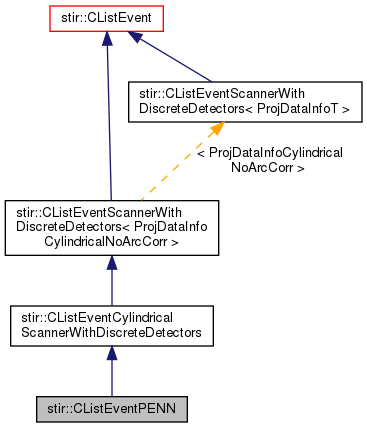 stir::CListEvent
stir::CListEventScannerWith
DiscreteDetectors< ProjDataInfoT >
< ProjDataInfoCylindrical
NoArcCorr >
stir::CListEventScannerWith
DiscreteDetectors< ProjDataInfo
CylindricalNoArcCorr >
stir::CListEventCylindrical
ScannerWithDiscreteDetectors
stir::CListEventPENN